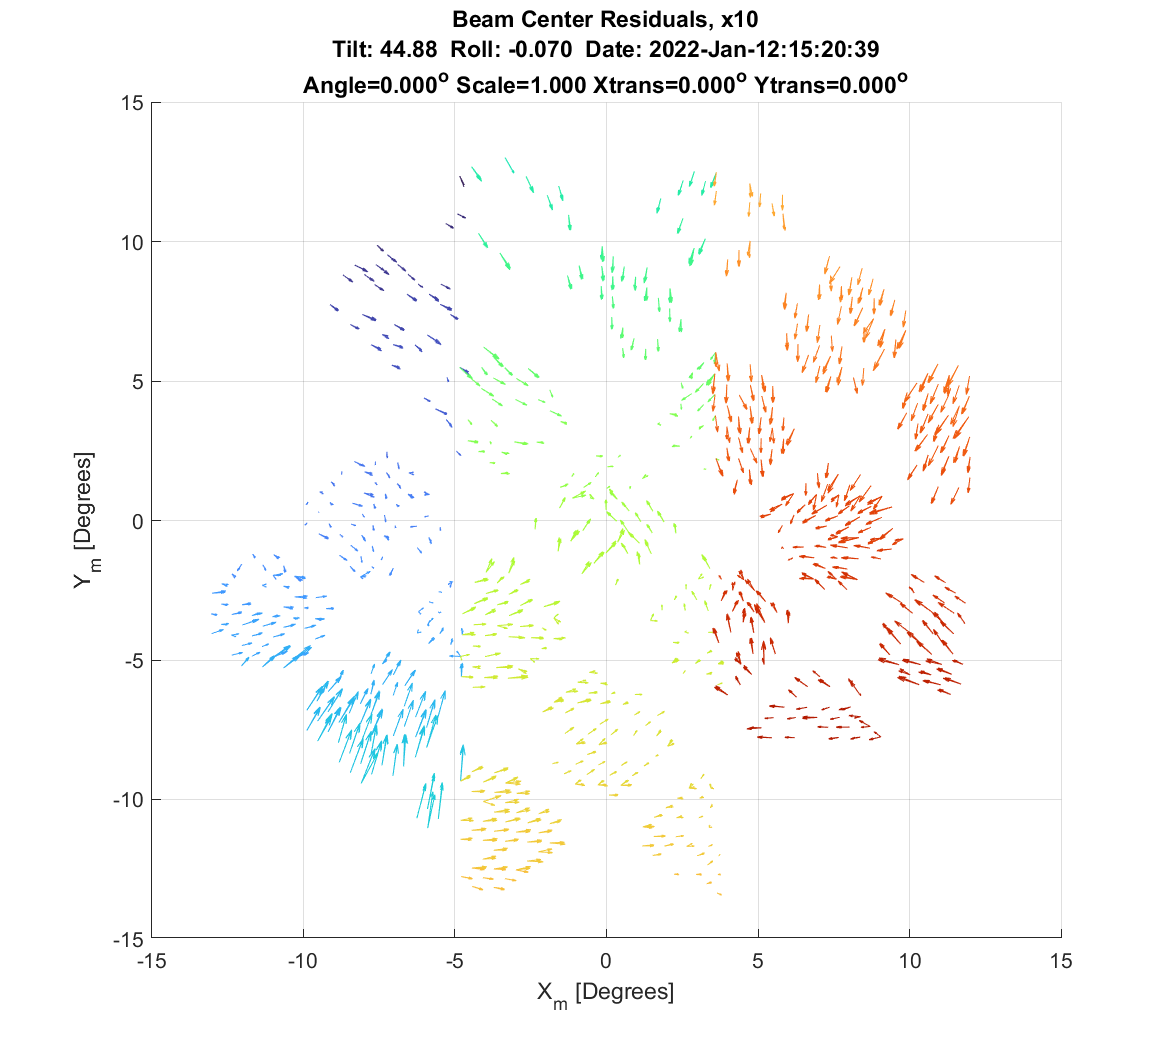 Beam Center Residuals, x10
Tilt: 44.88 Roll: -0.070 Date: 2022-Jan-12:15:20:39
Angle=0.000° Scale=1.000 Xtrans=0.000° Ytrans=0.000°
15
10
5
0
-5
-10
-15
Y_m [Degrees]
-15 -10 -5 0 5 10 15
X_m [Degrees]